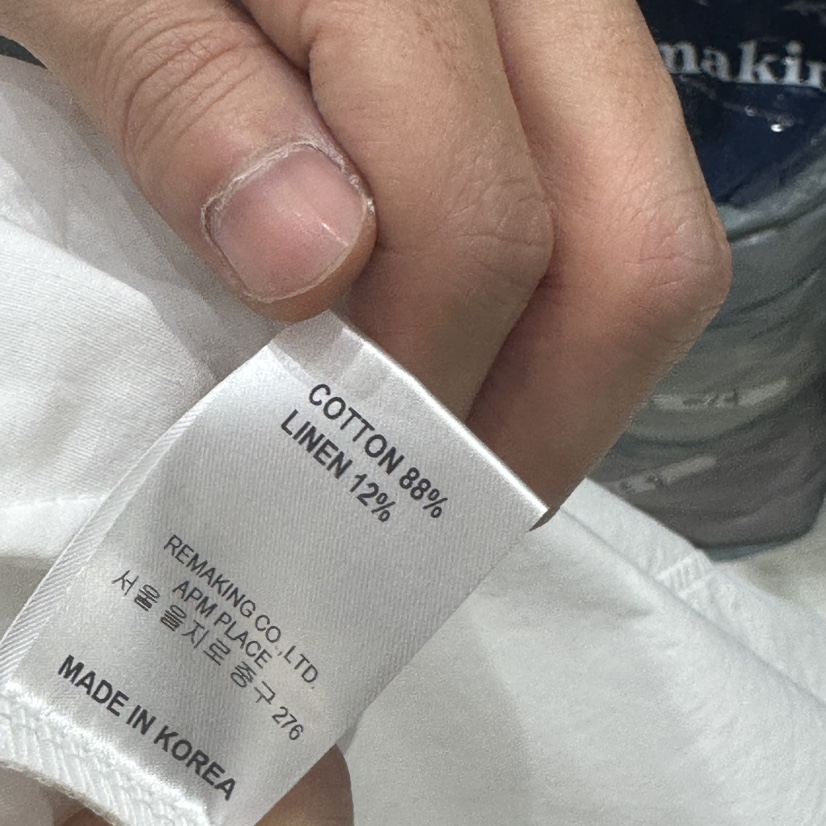 makin
COTTON 88%
LINEN 12%
REMAKING CO.,LTD.
APM PLACE
서울 을지로 중구 276
MADE IN KOREA